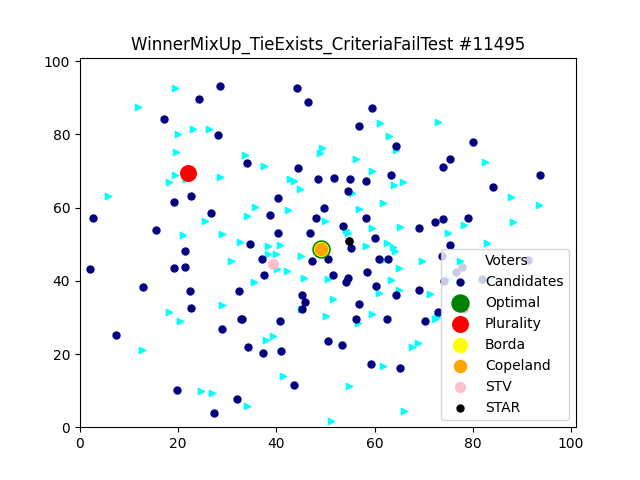 WinnerMixUp_TieExists_CriteriaFailTest #11495
100
80
60
40
20
0
0
20
40
60
80
100
Voters
Candidates
Optimal
Plurality
Borda
Copeland
STV
STAR